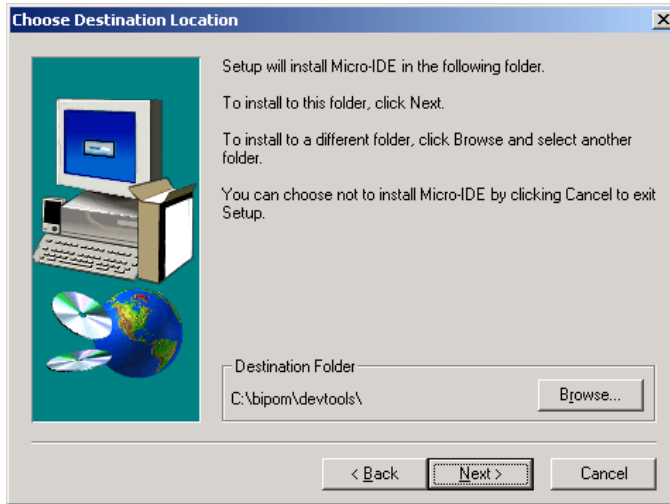 Choose Destination Location
Setup will install Micro-IDE in the following folder.
To install to this folder, click Next.
To install to a different folder, click Browse and select another
folder.
You can choose not to install Micro-IDE by clicking Cancel to exit
Setup.
Destination Folder
C:\bipom\devtools\
Browse...
< Back
Next >
Cancel